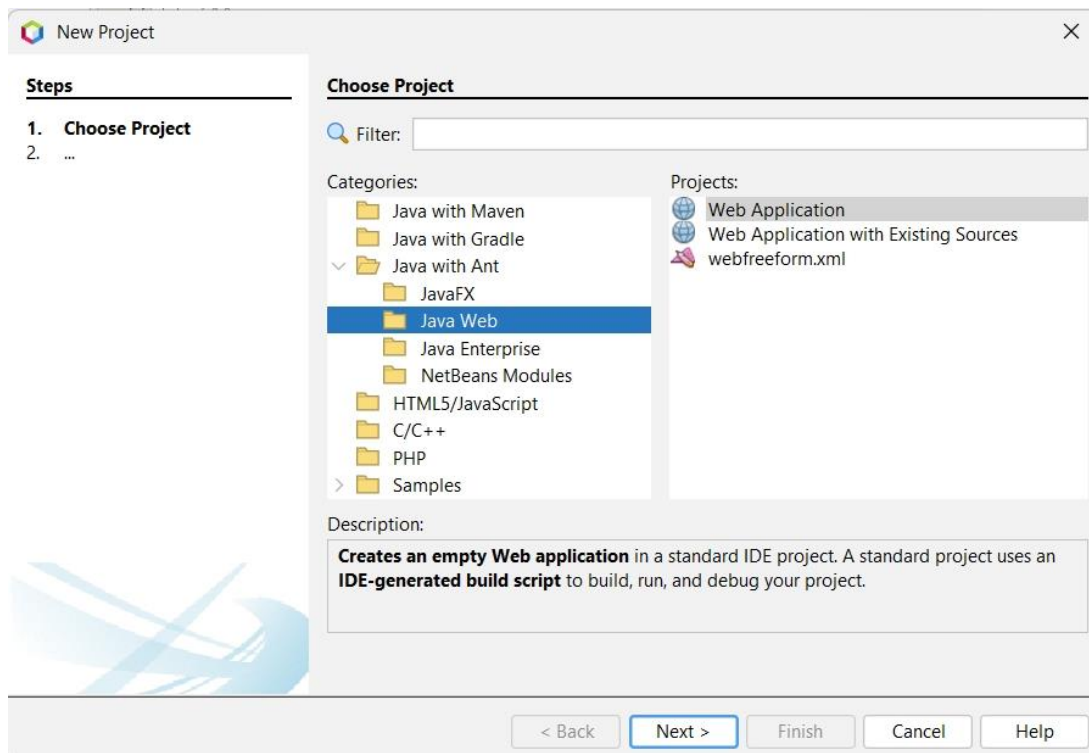 New Project
Steps
1. Choose Project
2. ...
Choose Project
Filter:
Categories:
Java with Maven
Java with Gradle
Java with Ant
JavaFX
Java Web
Java Enterprise
NetBeans Modules
HTML5/JavaScript
C/C++
PHP
Samples
Projects:
Web Application
Web Application with Existing Sources
webfreeform.xml
Description:
Creates an empty Web application in a standard IDE project. A standard project uses an
IDE-generated build script to build, run, and debug your project.
< Back
Next >
Finish
Cancel
Help